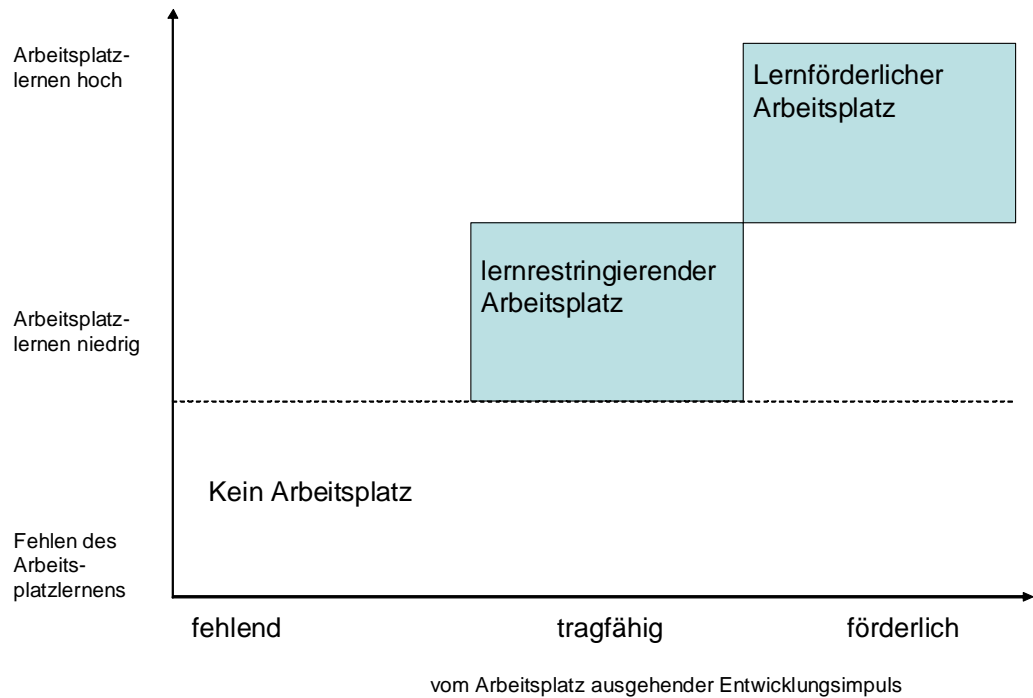 Arbeitsplatz-
lernen hoch
Lernförderlicher
Arbeitsplatz
lernrestringierender
Arbeitsplatz
Arbeitsplatz-
lernen niedrig
Kein Arbeitsplatz
Fehlen des
Arbeits-
platzlernens
fehlend tragfähig förderlich
vom Arbeitsplatz ausgehender Entwicklungsimpuls